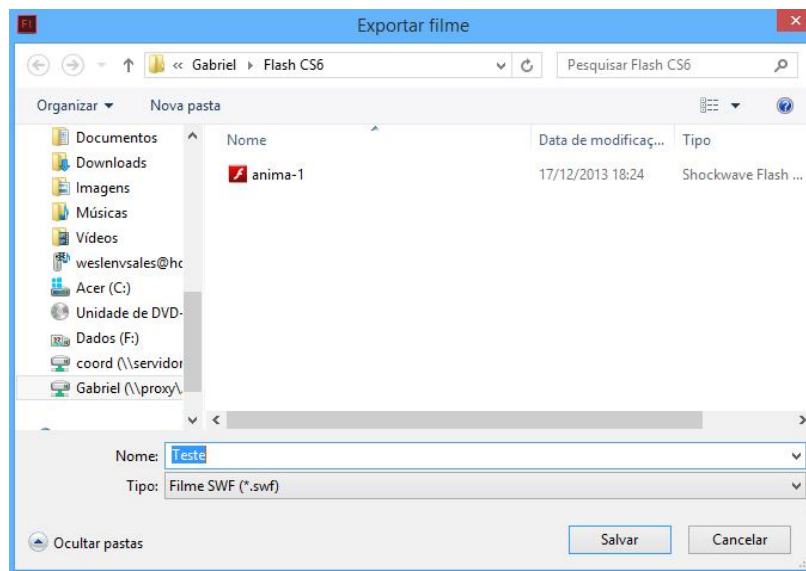 Fl Exportar filme
« Gabriel Flash CS6 Pesquisar Flash CS6
Organizar Nova pasta
Nome Data de modificaç... Tipo
anima-1 17/12/2013 18:24 Shockwave Flash ...
Documentos
Downloads
Imagens
Músicas
Vídeos
weslenvsales@hc
Acer (C:)
Unidade de DVD-
Dados (F:)
coord (\\servidor
Gabriel (\\proxy\
Nome: Teste
Tipo: Filme SWF (*.swf)
Ocultar pastas Salvar Cancelar